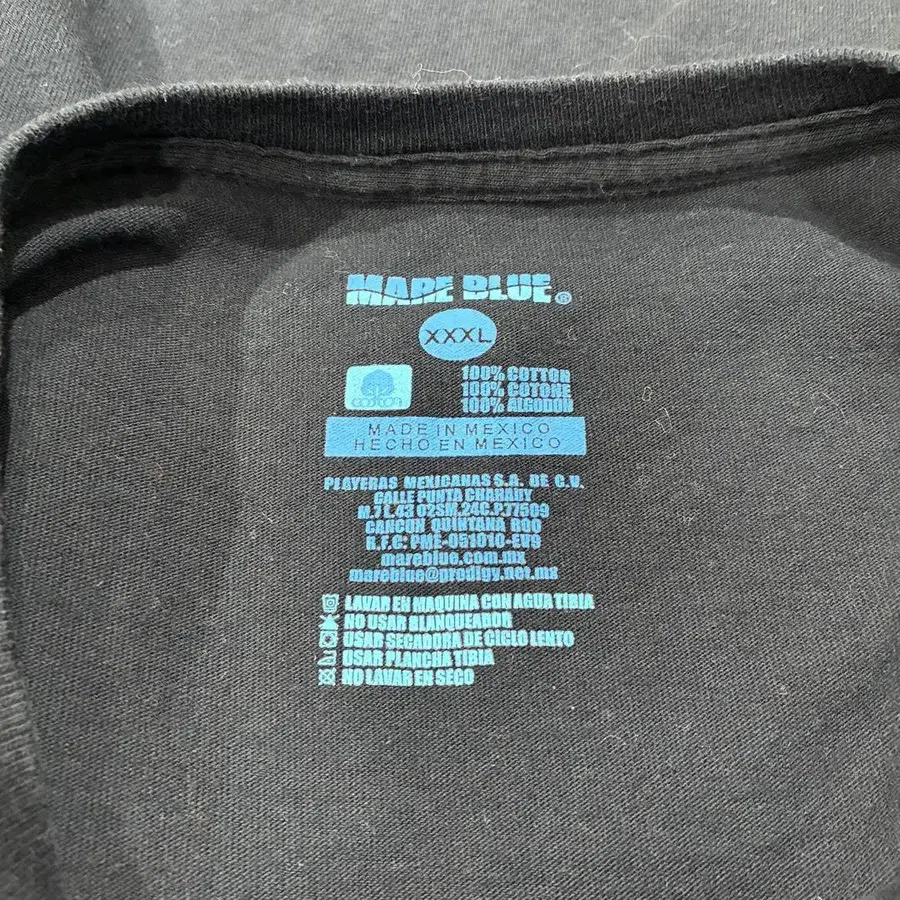 MARE BLUE®
XXXL
cotton
100% COTTON
100% COTONE
100% ALGODON
MADE IN MEXICO
HECHO EN MEXICO
PLAYERAS MEXICANAS S.A. DE C.V.
CALLE PUNTA
C.P.77509
CANCUN, QUINTANA ROO
R.F.C: PME-051010-EV9
mareblue.com.mx
mareblue@prodigy.net.mx
LAVAR EN MAQUINA CON AGUA TIBIA
NO USAR BLANQUEADOR
USAR SECADORA DE CICLO LENTO
USAR PLANCHA TIBIA
NO LAVAR EN SECO